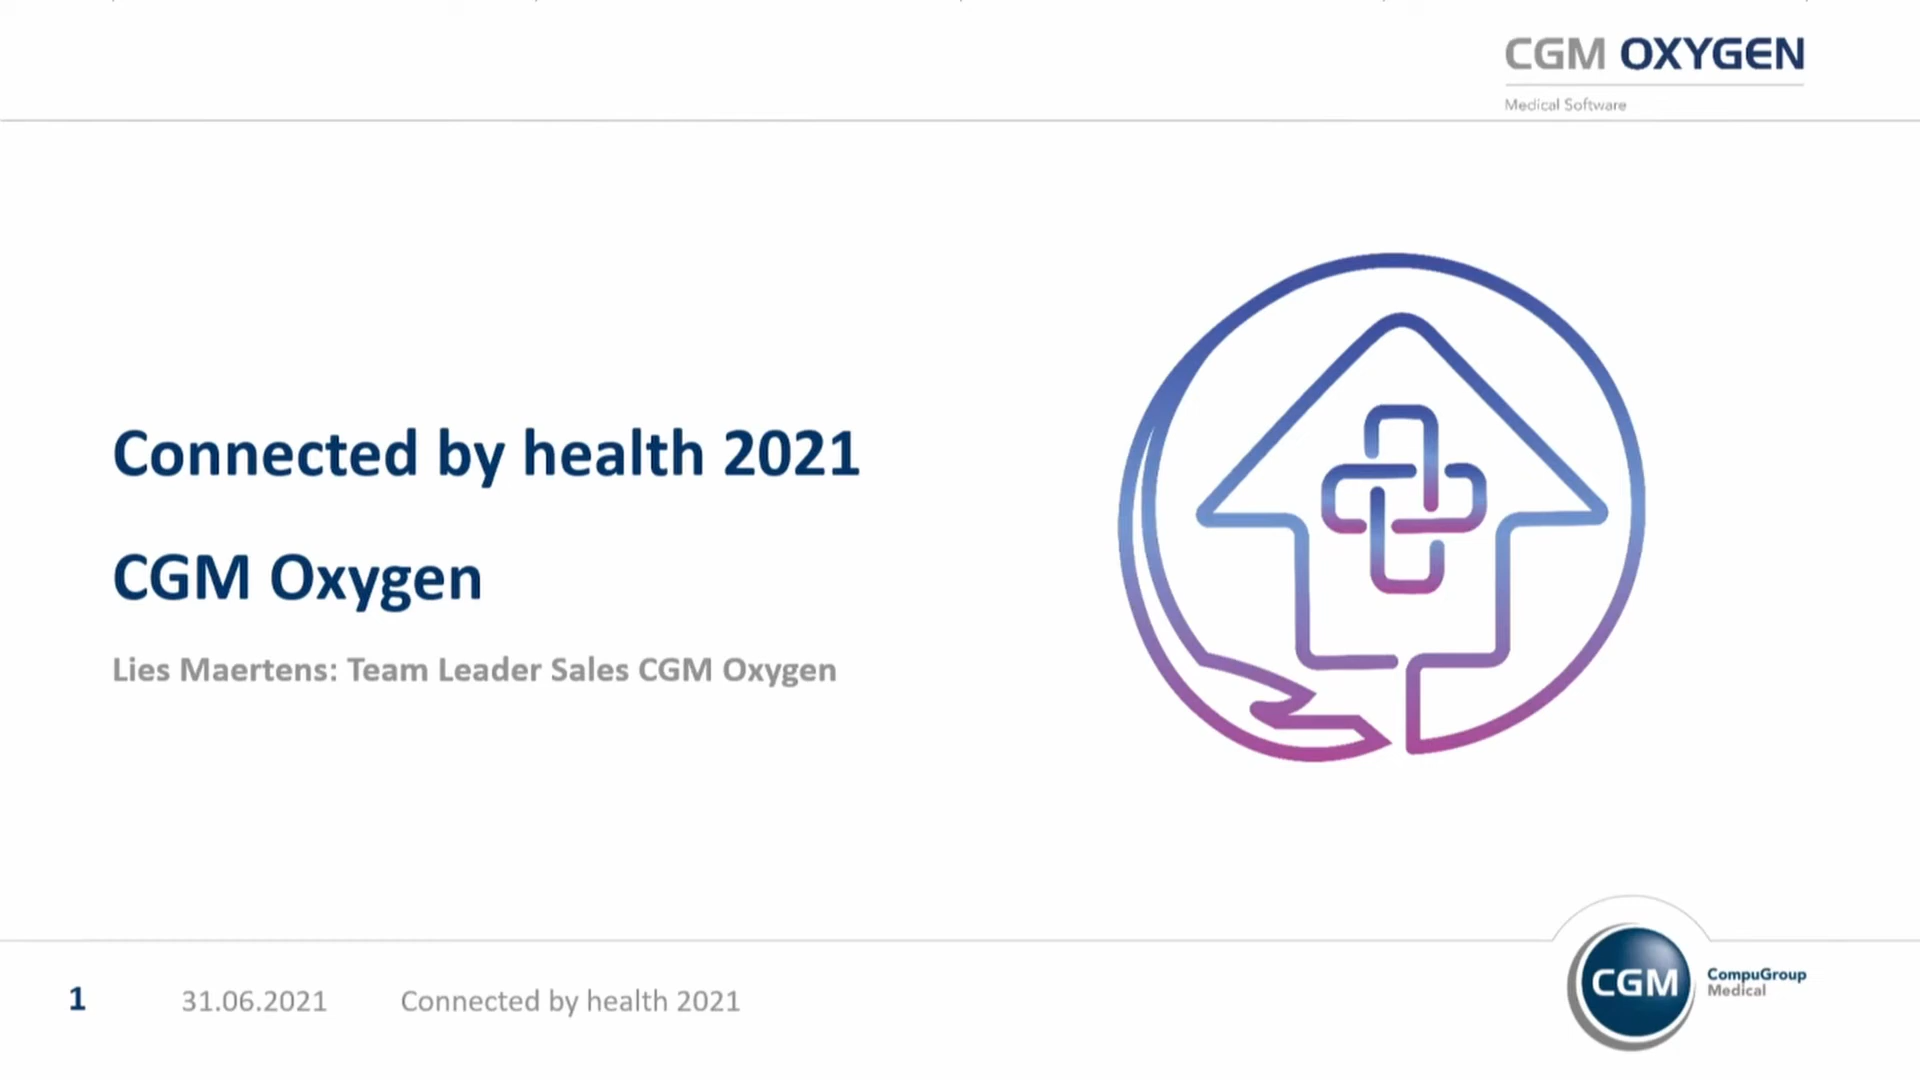 CGM OXYGEN
Medical Software
Connected by health 2021
CGM Oxygen
Lies Maertens: Team Leader Sales CGM Oxygen
1 31.06.2021 Connected by health 2021
CGM
CompuGroup
Medical